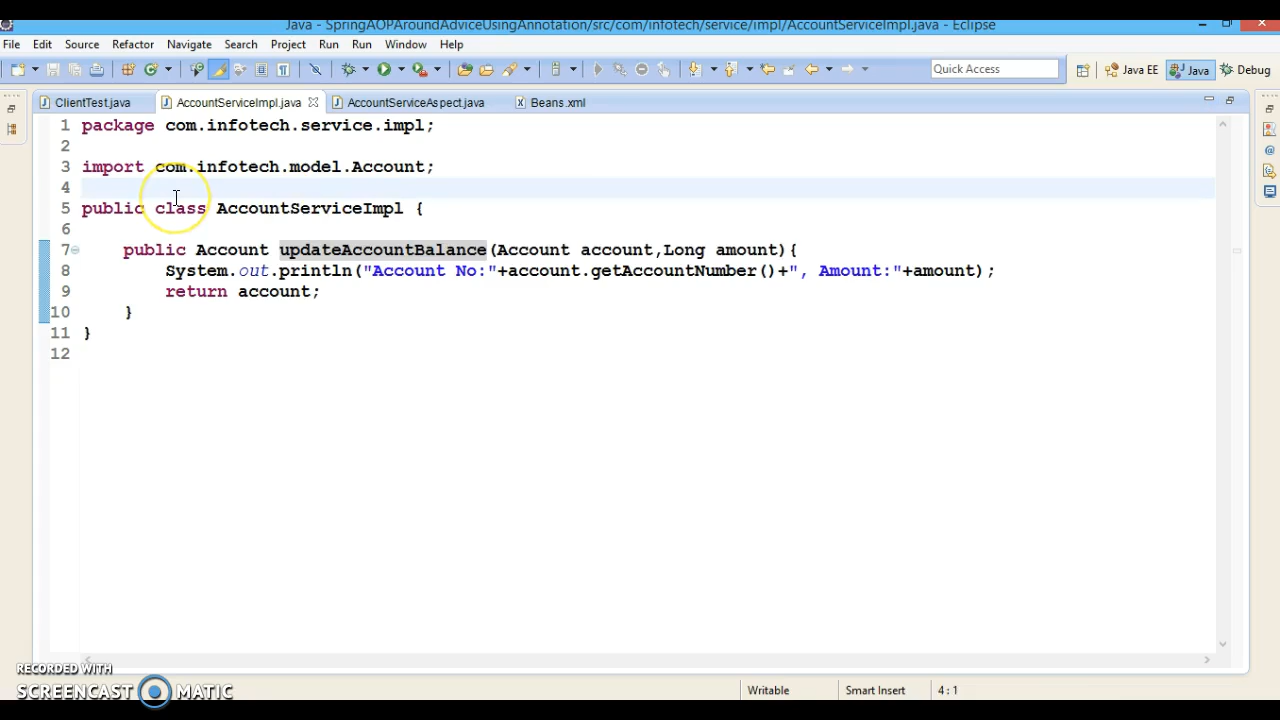 Java - SpringAOPAroundAdviceUsingAnnotation/src/com/infotech/service/impl/AccountServiceImpl.java - Eclipse
File Edit Source Refactor Navigate Search Project Run Run Window Help
Quick Access Java EE Java Debug
ClientTest.java AccountServiceImpl.java AccountServiceAspect.java Beans.xml
1 package com.infotech.service.impl;
2
3 import com.infotech.model.Account;
4
5 public class AccountServiceImpl {
6
7 public Account updateAccountBalance(Account account,Long amount){
8 System.out.println("Account No:"+account.getAccountNumber()+", Amount:"+amount);
9 return account;
10 }
11 }
12
RECORDED WITH
SCREENCAST MATIC
Writable Smart Insert 4 : 1